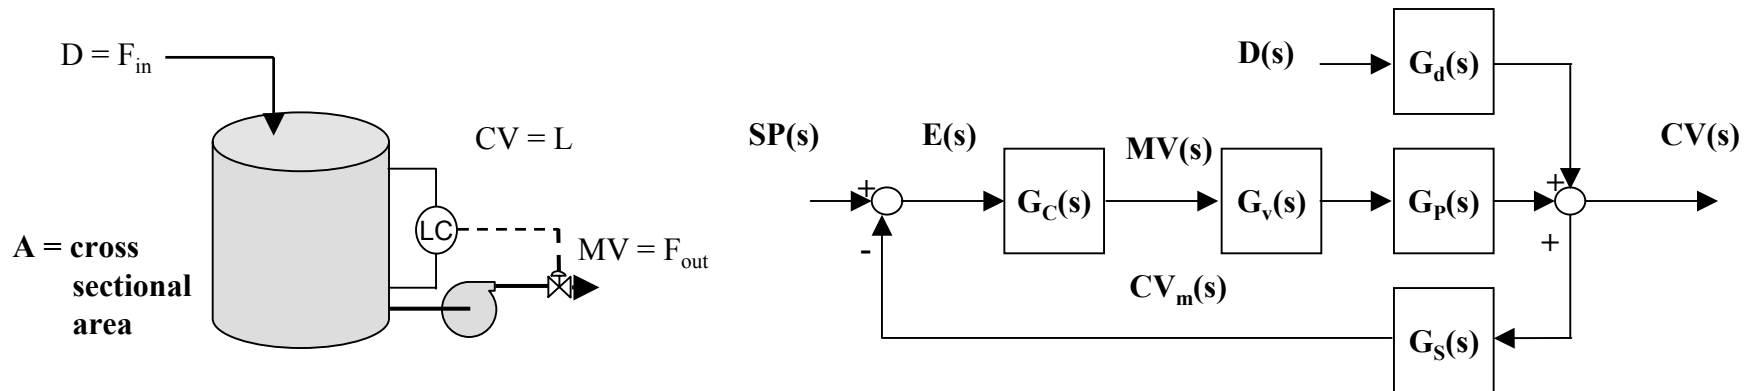 D = F_in
CV = L
LC
A = cross
sectional
area
MV = F_out
D(s)
G_d(s)
SP(s)
E(s)
MV(s)
CV(s)
+
G_C(s)
G_v(s)
G_P(s)
+
-
+
CV_m(s)
G_S(s)